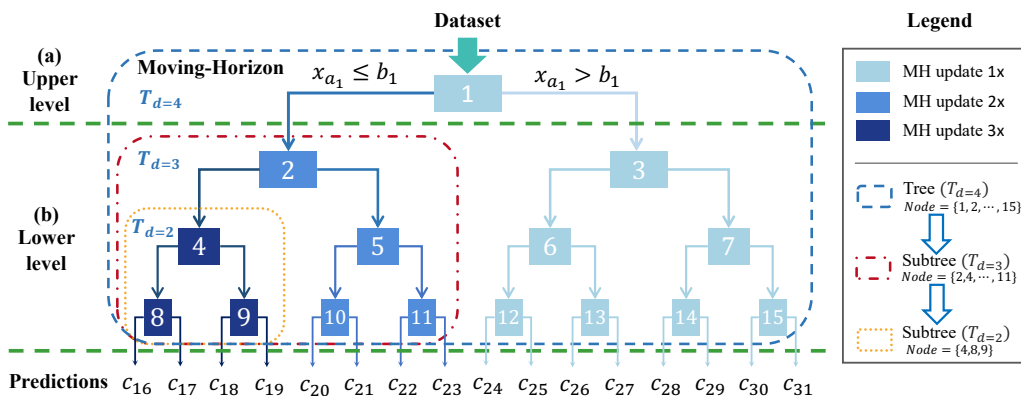 Dataset
Legend
(a)
Upper
level
Moving-Horizon
x_{a_1} ≤ b_1
x_{a_1} > b_1
T_{d=4}
1
MH update 1x
MH update 2x
MH update 3x
T_{d=3}
2
3
Tree (T_{d=4})
Node = {1, 2, ⋯, 15}
(b)
Lower
level
T_{d=2}
4
5
6
7
Subtree (T_{d=3})
Node = {2,4, ⋯, 11}
8
9
10
11
12
13
14
15
Subtree (T_{d=2})
Node = {4,8,9}
Predictions c_{16} c_{17} c_{18} c_{19} c_{20} c_{21} c_{22} c_{23} c_{24} c_{25} c_{26} c_{27} c_{28} c_{29} c_{30} c_{31}